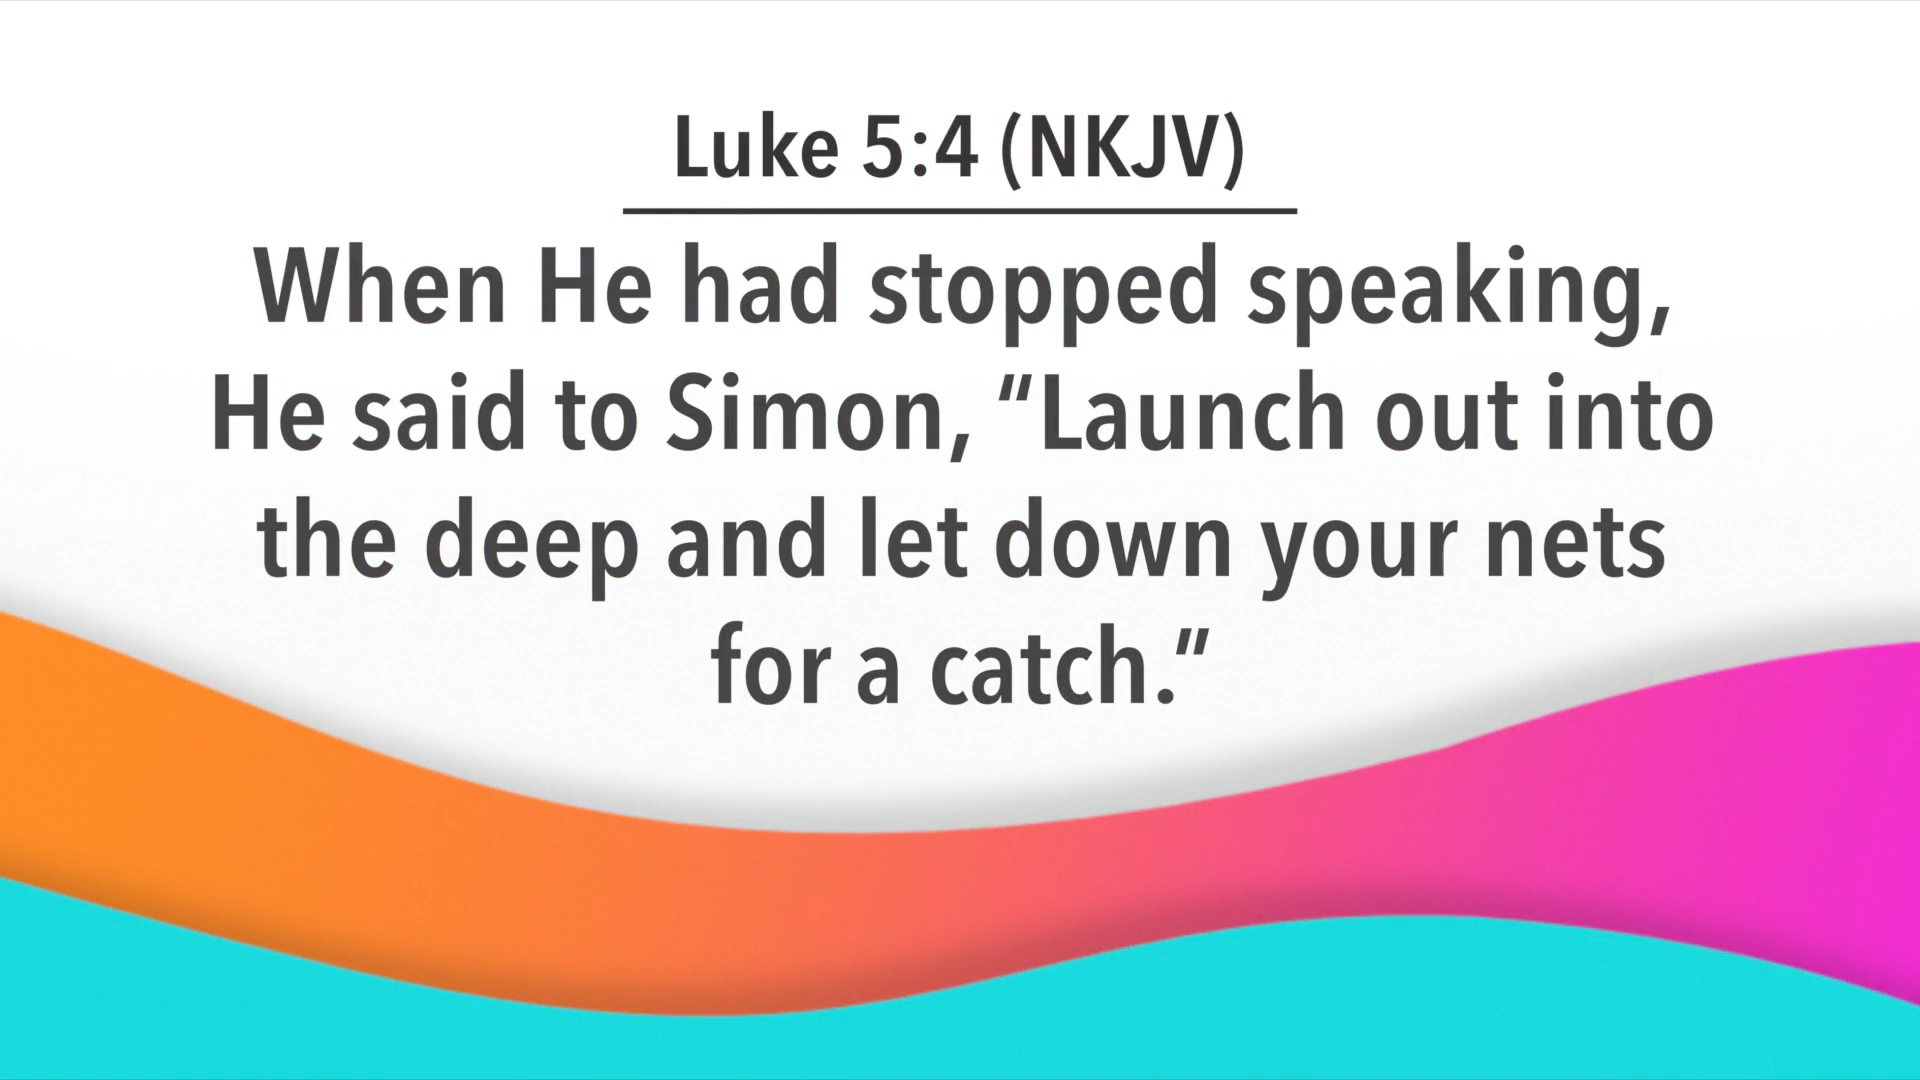 Luke 5:4 (NKJV)
When He had stopped speaking,
He said to Simon, “Launch out into
the deep and let down your nets
for a catch.”